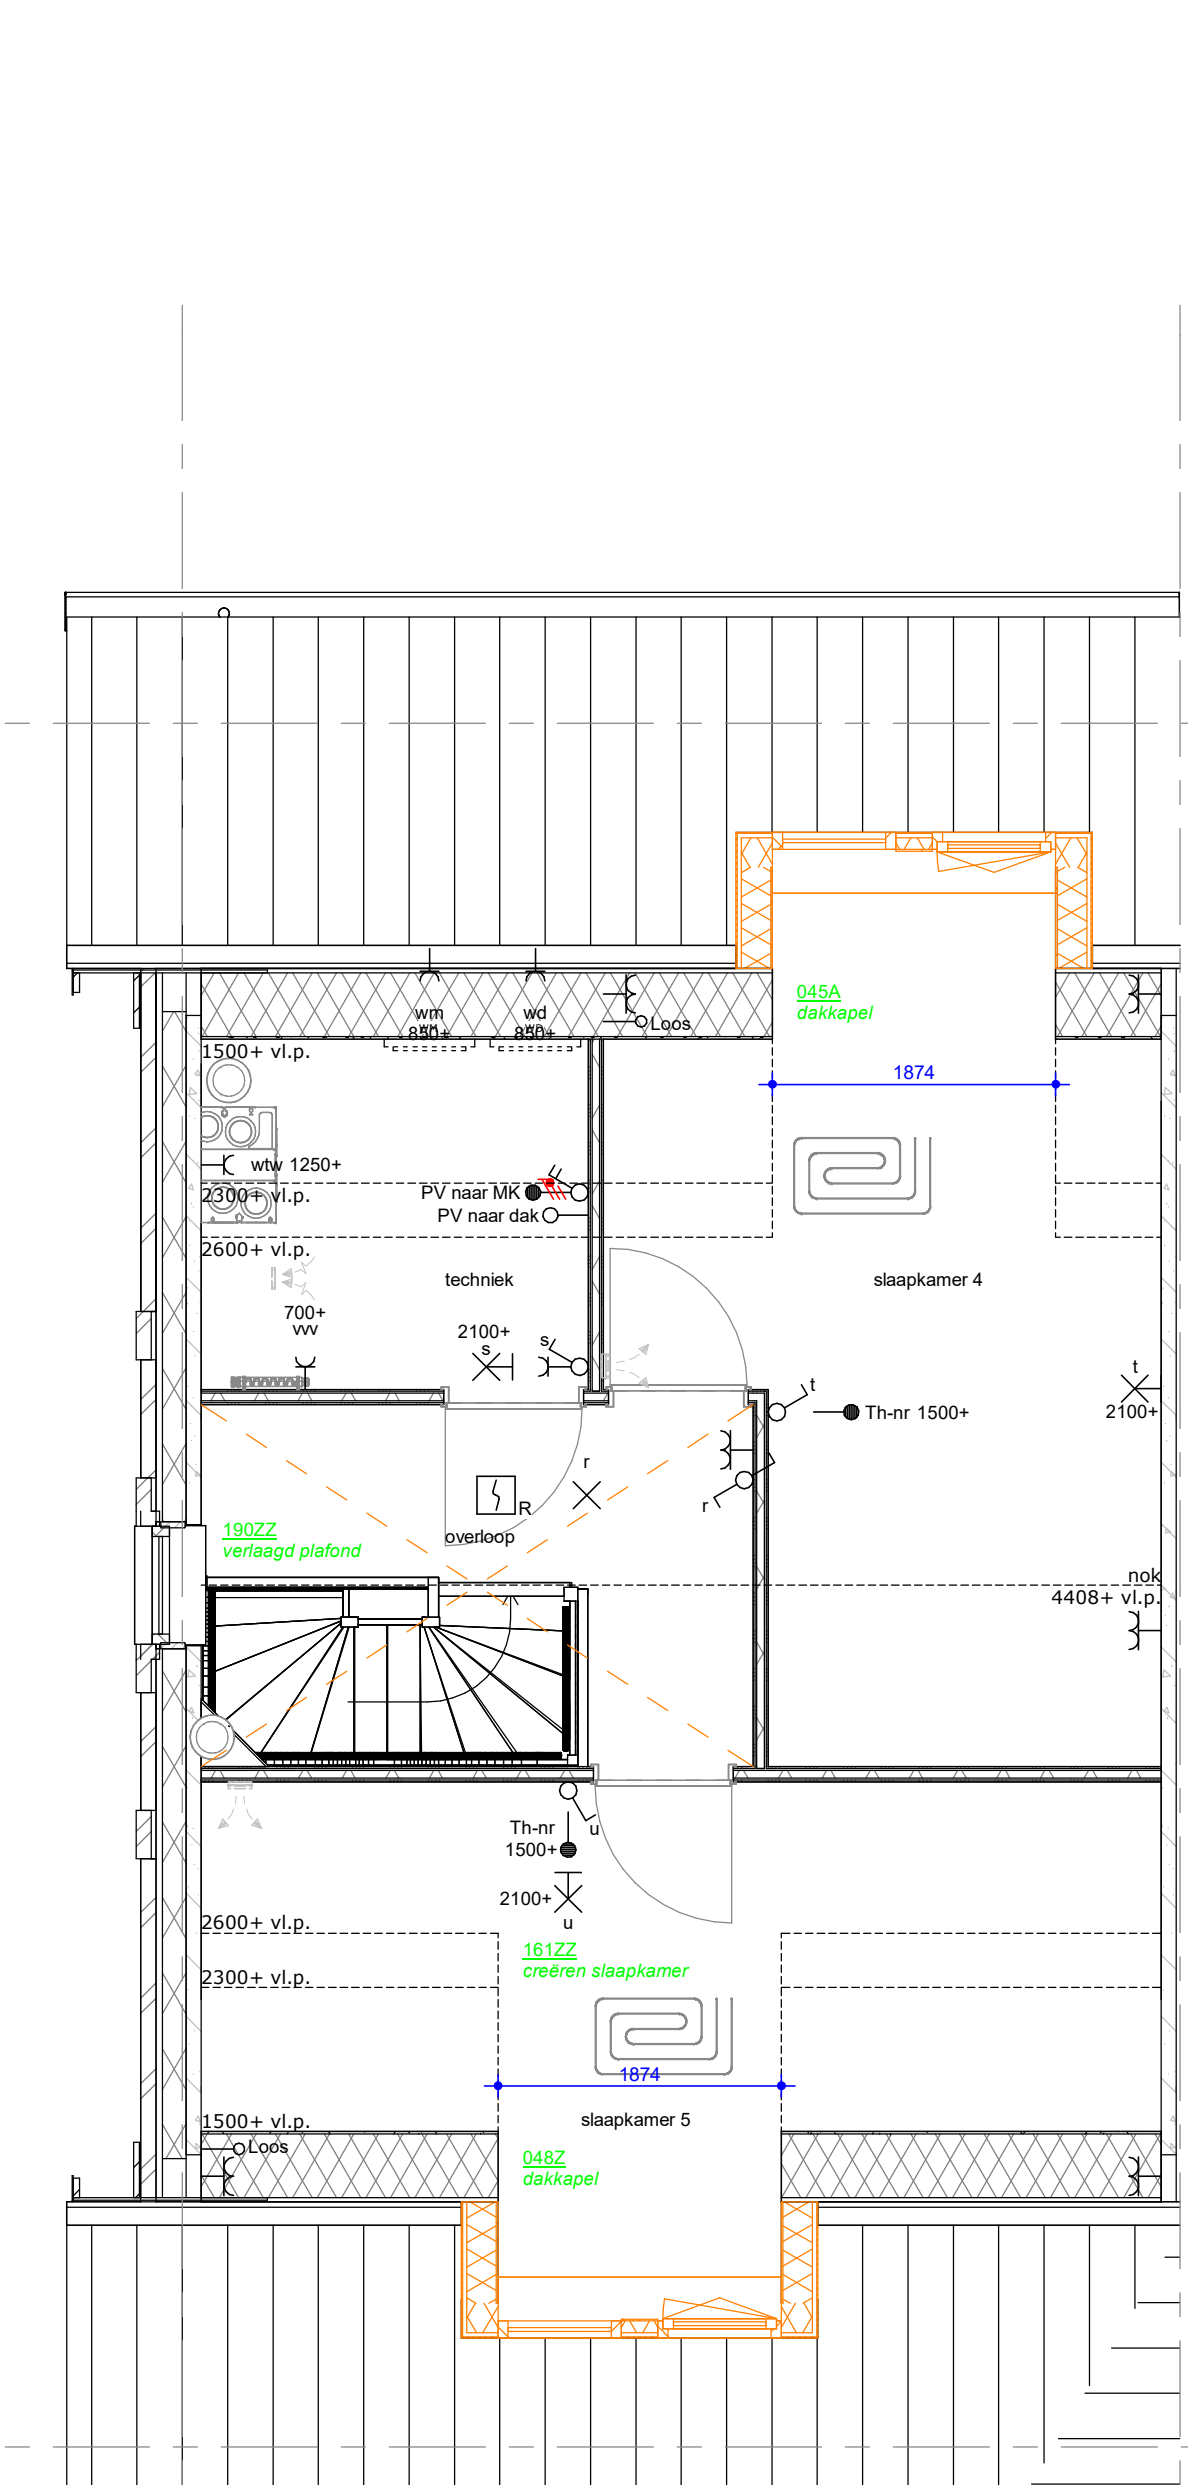 045A
dakkapel
wm
850+
wd
850+
Loos
1500+ vl.p.
1874
wtw 1250+
PV naar MK
2300+ vl.p.
PV naar dak
2600+ vl.p.
techniek
slaapkamer 4
700+
vvv
2100+
s
s
t
2100+
t
Th-nr 1500+
r
R
r
190ZZ
verlaagd plafond
overloop
nok
4408+ vl.p.
Th-nr
1500+
u
2100+
u
2600+ vl.p.
161ZZ
creëren slaapkamer
2300+ vl.p.
1874
1500+ vl.p.
slaapkamer 5
Loos
048Z
dakkapel